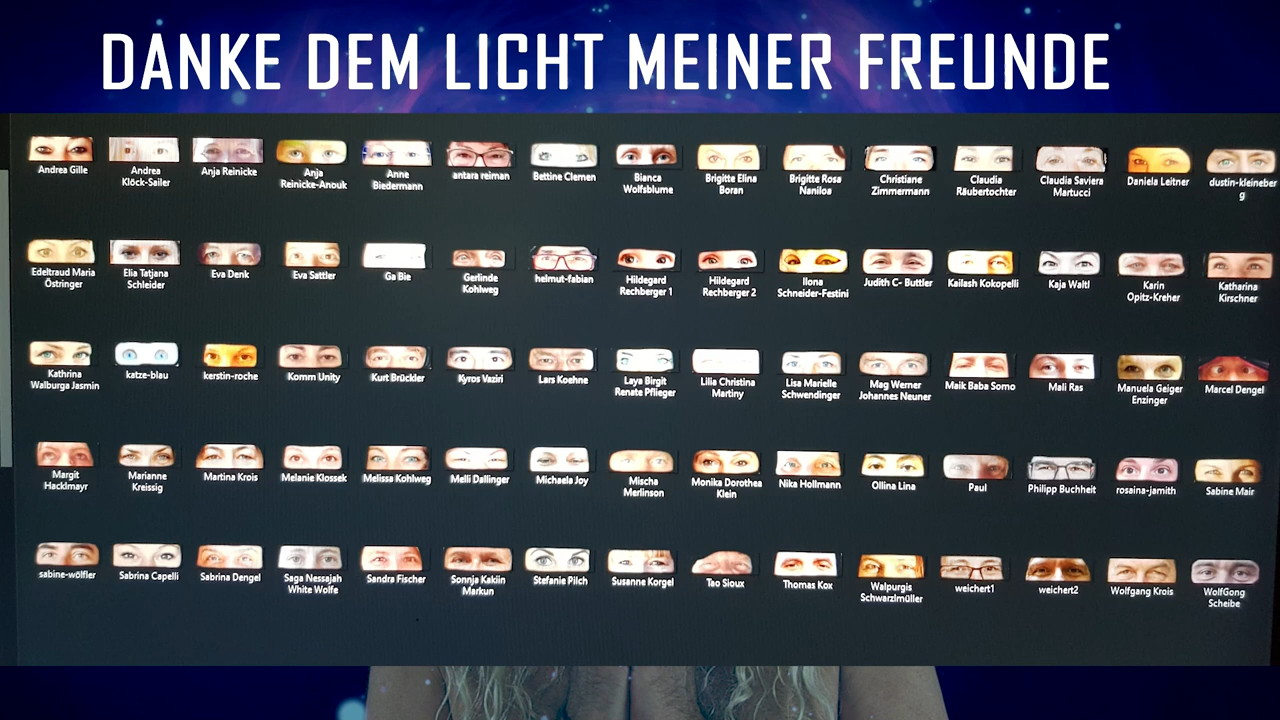 DANKE DEM LICHT MEINER FREUNDE
Andrea Gille
Andrea
Klöck-Sailer
Anja Reinicke
Anja
Reinicke-Anouk
Anne
Biedermann
antara reiman
Bettine Clemen
Bianca
Wolfsblume
Brigitte Elina
Boran
Brigitte Rosa
Naniloa
Christiane
Zimmermann
Claudia
Räubertochter
Claudia Saviera
Martucci
Daniela Leitner
dustin-kleineber
g
Edeltraud Maria
Östringer
Elia Tatjana
Schleider
Eva Denk
Eva Sattler
Ga Bie
Gerlinde
Kohlweg
helmut-fabian
Hildegard
Rechberger 1
Hildegard
Rechberger 2
Ilona
Schneider-Festini
Judith C- Buttler
Kailash Kokopelli
Kaja Waltl
Karin
Opitz-Kreher
Katharina
Kirschner
Kathrina
Walburga Jasmin
katze-blau
kerstin-roche
Komm Unity
Kurt Brückler
Kyros Vaziri
Lars Koehne
Laya Birgit
Renate Pflieger
Lilia Christina
Martiny
Lisa Marielle
Schwendinger
Mag Werner
Johannes Neuner
Maik Baba Somo
Mali Ras
Manuela Geiger
Enzinger
Marcel Dengel
Margit
Hacklmayr
Marianne
Kreissig
Martina Krois
Melanie Klossek
Melissa Kohlweg
Melli Dallinger
Michaela Joy
Mischa
Merlinson
Monika Dorothea
Klein
Nika Hollmann
Ollina Lina
Paul
Philipp Buchheit
rosaina-jamith
Sabine Mair
sabine-wölfler
Sabrina Capelli
Sabrina Dengel
Saga Nessajah
White Wolfe
Sandra Fischer
Sonnja Kakiin
Markun
Stefanie Pilch
Susanne Korgel
Tao Sioux
Thomas Kox
Walpurgis
Schwarzlmüller
weichert1
weichert2
Wolfgang Krois
WolfGong
Scheibe